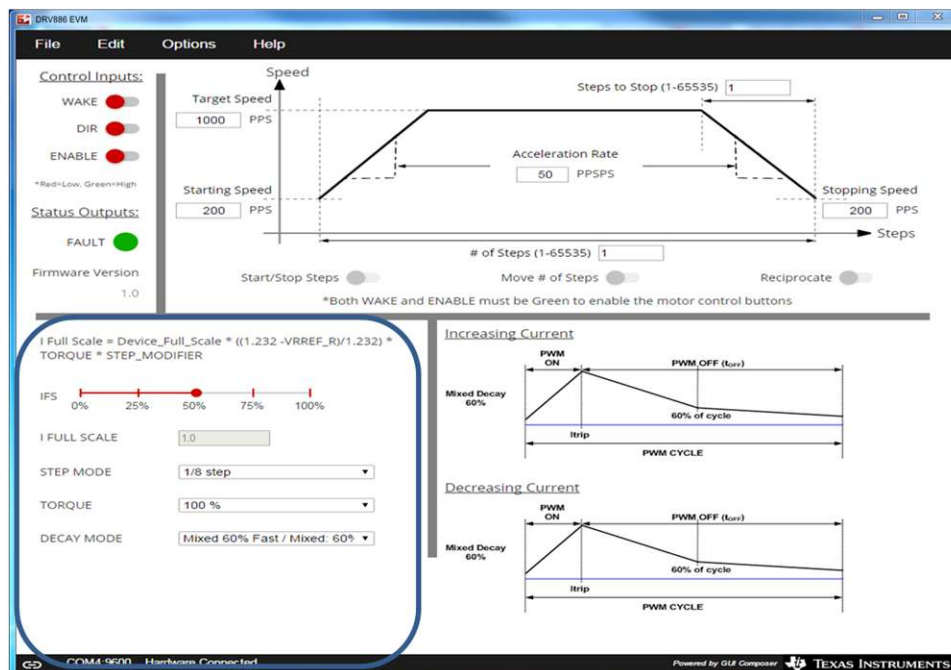 DRV886 EVM
File Edit Options Help
Control Inputs:
WAKE
DIR
ENABLE
*Red=Low, Green=High
Status Outputs:
FAULT
Firmware Version
1.0
Speed
Target Speed
1000 PPS
Starting Speed
200 PPS
Steps to Stop (1-65535) 1
Acceleration Rate
50 PPSPS
Stopping Speed
200 PPS
Steps
# of Steps (1-65535) 1
Start/Stop Steps
Move # of Steps
Reciprocate
*Both WAKE and ENABLE must be Green to enable the motor control buttons
I Full Scale = Device_Full_Scale * ((1.232 -VRREF_R)/1.232) *
TORQUE * STEP_MODIFIER
IFS
0% 25% 50% 75% 100%
I FULL SCALE 1.0
STEP MODE 1/8 step
TORQUE 100 %
DECAY MODE Mixed 60% Fast / Mixed: 60%
Increasing Current
PWM
ON
PWM OFF (tOFF)
Mixed Decay
60%
60% of cycle
Itrip
PWM CYCLE
Decreasing Current
PWM
ON
PWM OFF (tOFF)
Mixed Decay
60%
60% of cycle
Itrip
PWM CYCLE
COM4:9600 Hardware Connected
Powered by GUI Composer TEXAS INSTRUMENTS